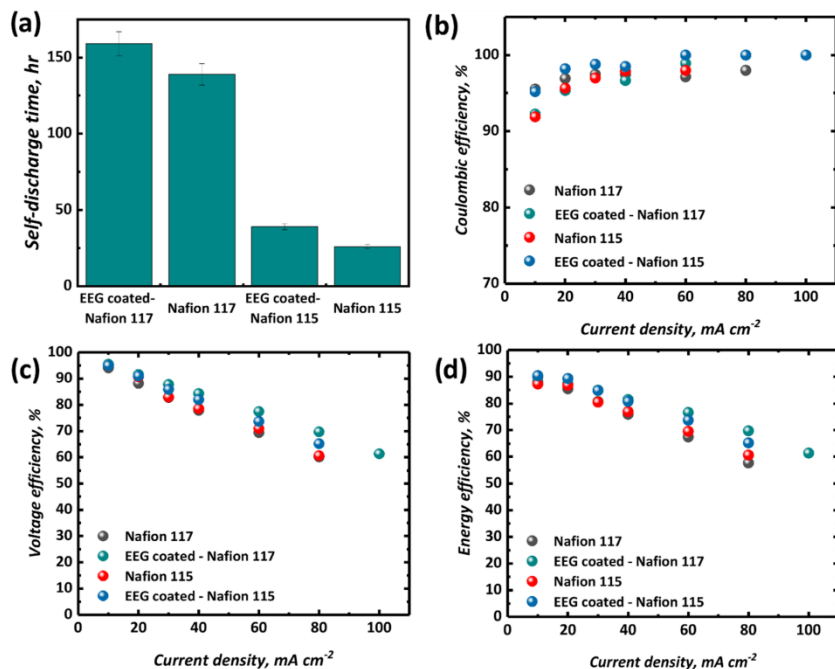 (a)
Self-discharge time, hr
150
100
50
0
EEG coated-
Nafion 117
Nafion 117
EEG coated-
Nafion 115
Nafion 115
(b)
Coulombic efficiency, %
100
90
80
70
Nafion 117
EEG coated - Nafion 117
Nafion 115
EEG coated - Nafion 115
0 20 40 60 80 100
Current density, mA cm⁻²
(c)
Voltage efficiency, %
100
90
80
70
60
50
40
30
20
10
0
Nafion 117
EEG coated - Nafion 117
Nafion 115
EEG coated - Nafion 115
0 20 40 60 80 100
Current density, mA cm⁻²
(d)
Energy efficiency, %
100
90
80
70
60
50
40
30
20
10
0
Nafion 117
EEG coated - Nafion 117
Nafion 115
EEG coated - Nafion 115
0 20 40 60 80 100
Current density, mA cm⁻²